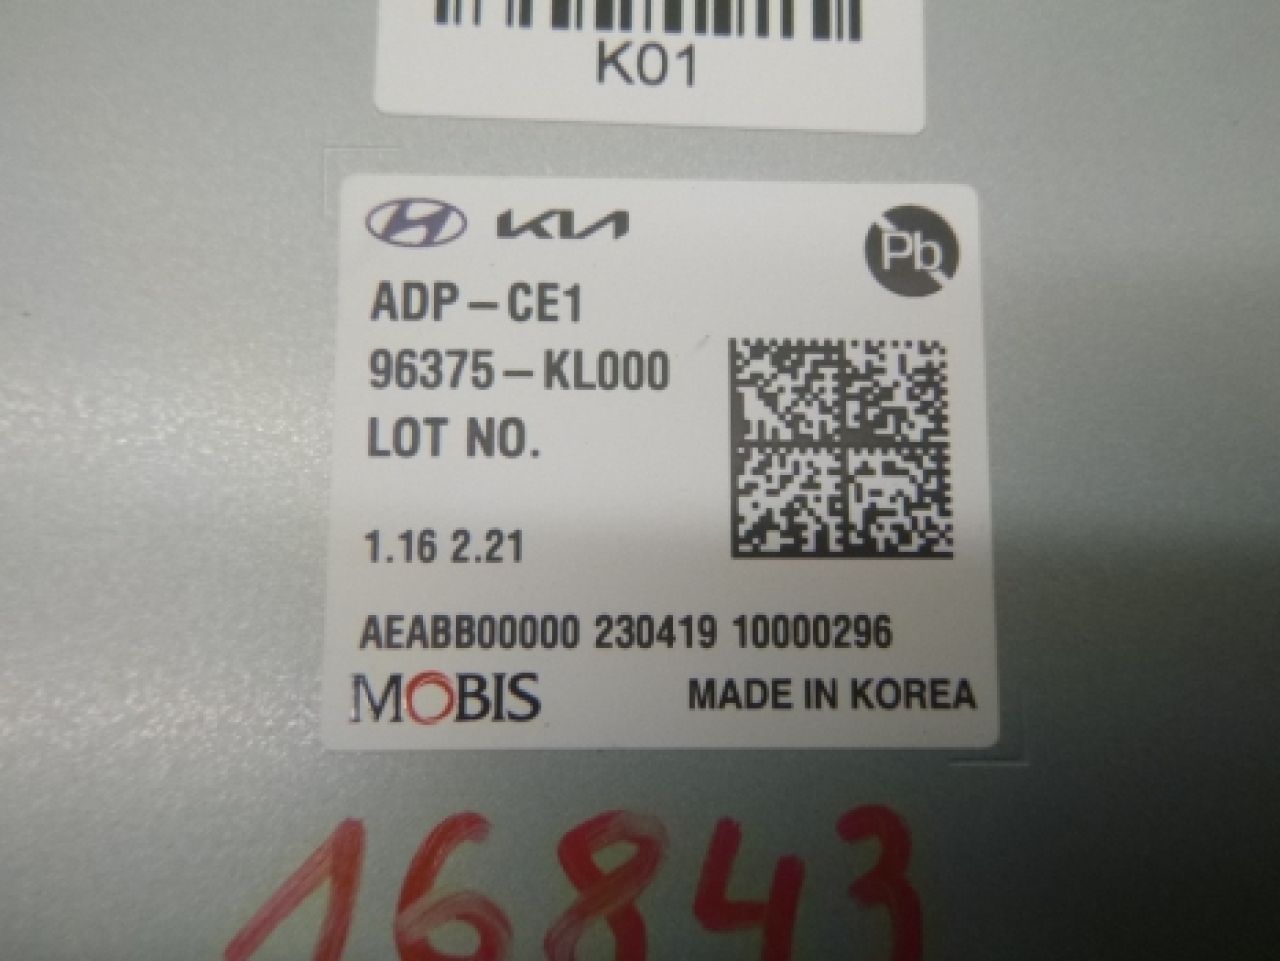 K01
KIA
Pb
ADP-CE1
96375-KL000
LOT NO.
1.16 2.21
AEABB00000 230419 10000296
MOBIS MADE IN KOREA
16843